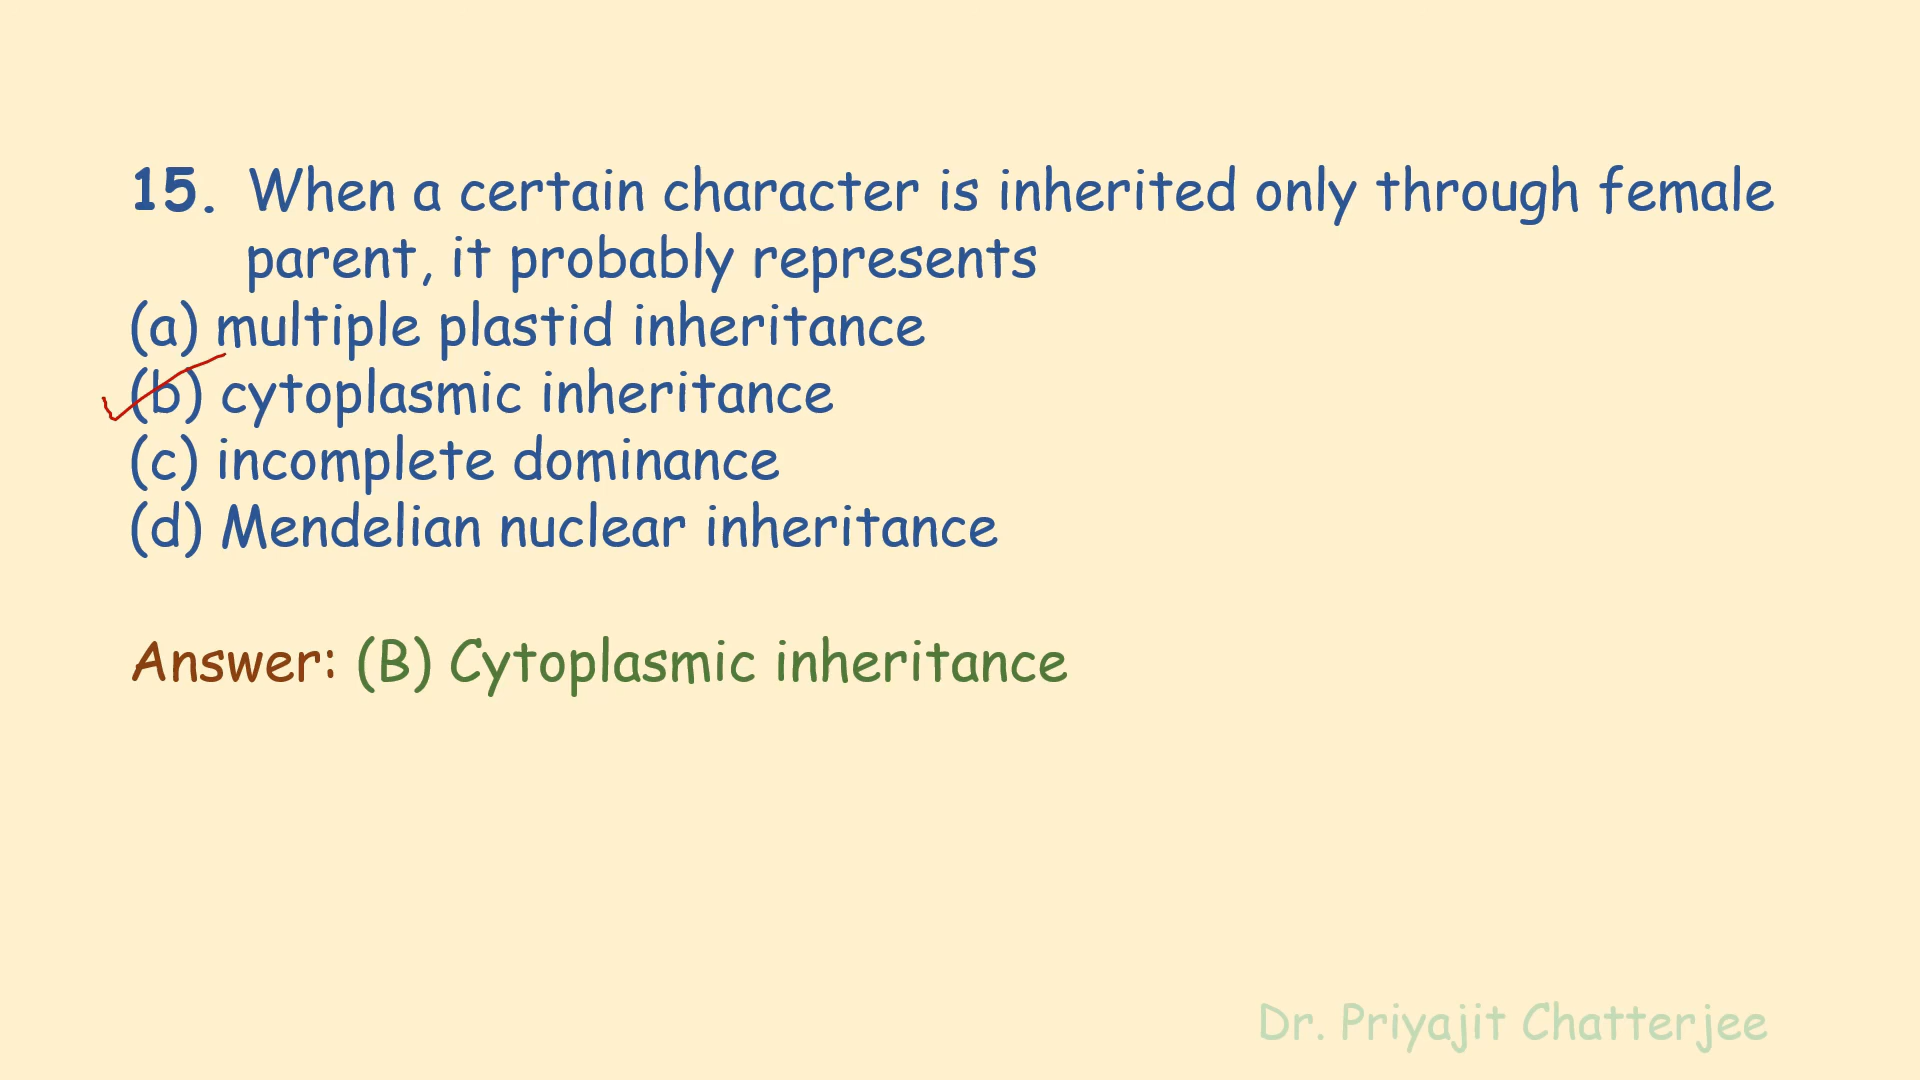 15. When a certain character is inherited only through female
parent, it probably represents
(a) multiple plastid inheritance
(b) cytoplasmic inheritance
(c) incomplete dominance
(d) Mendelian nuclear inheritance
Answer: (B) Cytoplasmic inheritance
Dr. Priyajit Chatterjee